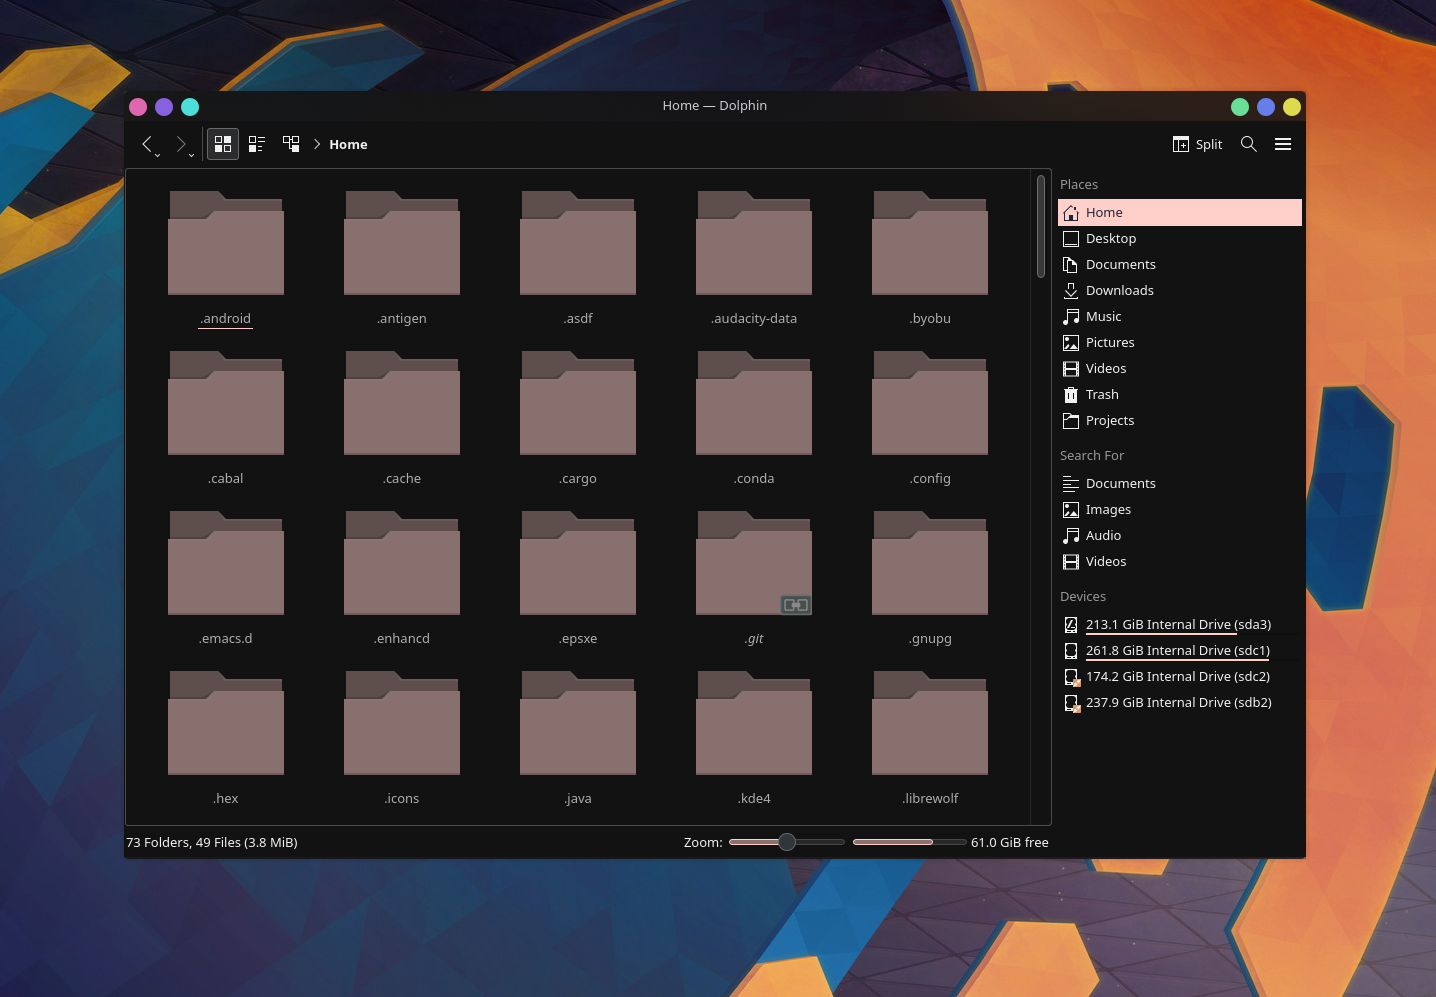 Home — Dolphin
Home
Split
.android
.antigen
.asdf
.audacity-data
.byobu
.cabal
.cache
.cargo
.conda
.config
.emacs.d
.enhancd
.epsxe
.git
.gnupg
.hex
.icons
.java
.kde4
.librewolf
73 Folders, 49 Files (3.8 MiB)
Zoom:
61.0 GiB free
Places
Home
Desktop
Documents
Downloads
Music
Pictures
Videos
Trash
Projects
Search For
Documents
Images
Audio
Videos
Devices
213.1 GiB Internal Drive (sda3)
261.8 GiB Internal Drive (sdc1)
174.2 GiB Internal Drive (sdc2)
237.9 GiB Internal Drive (sdb2)